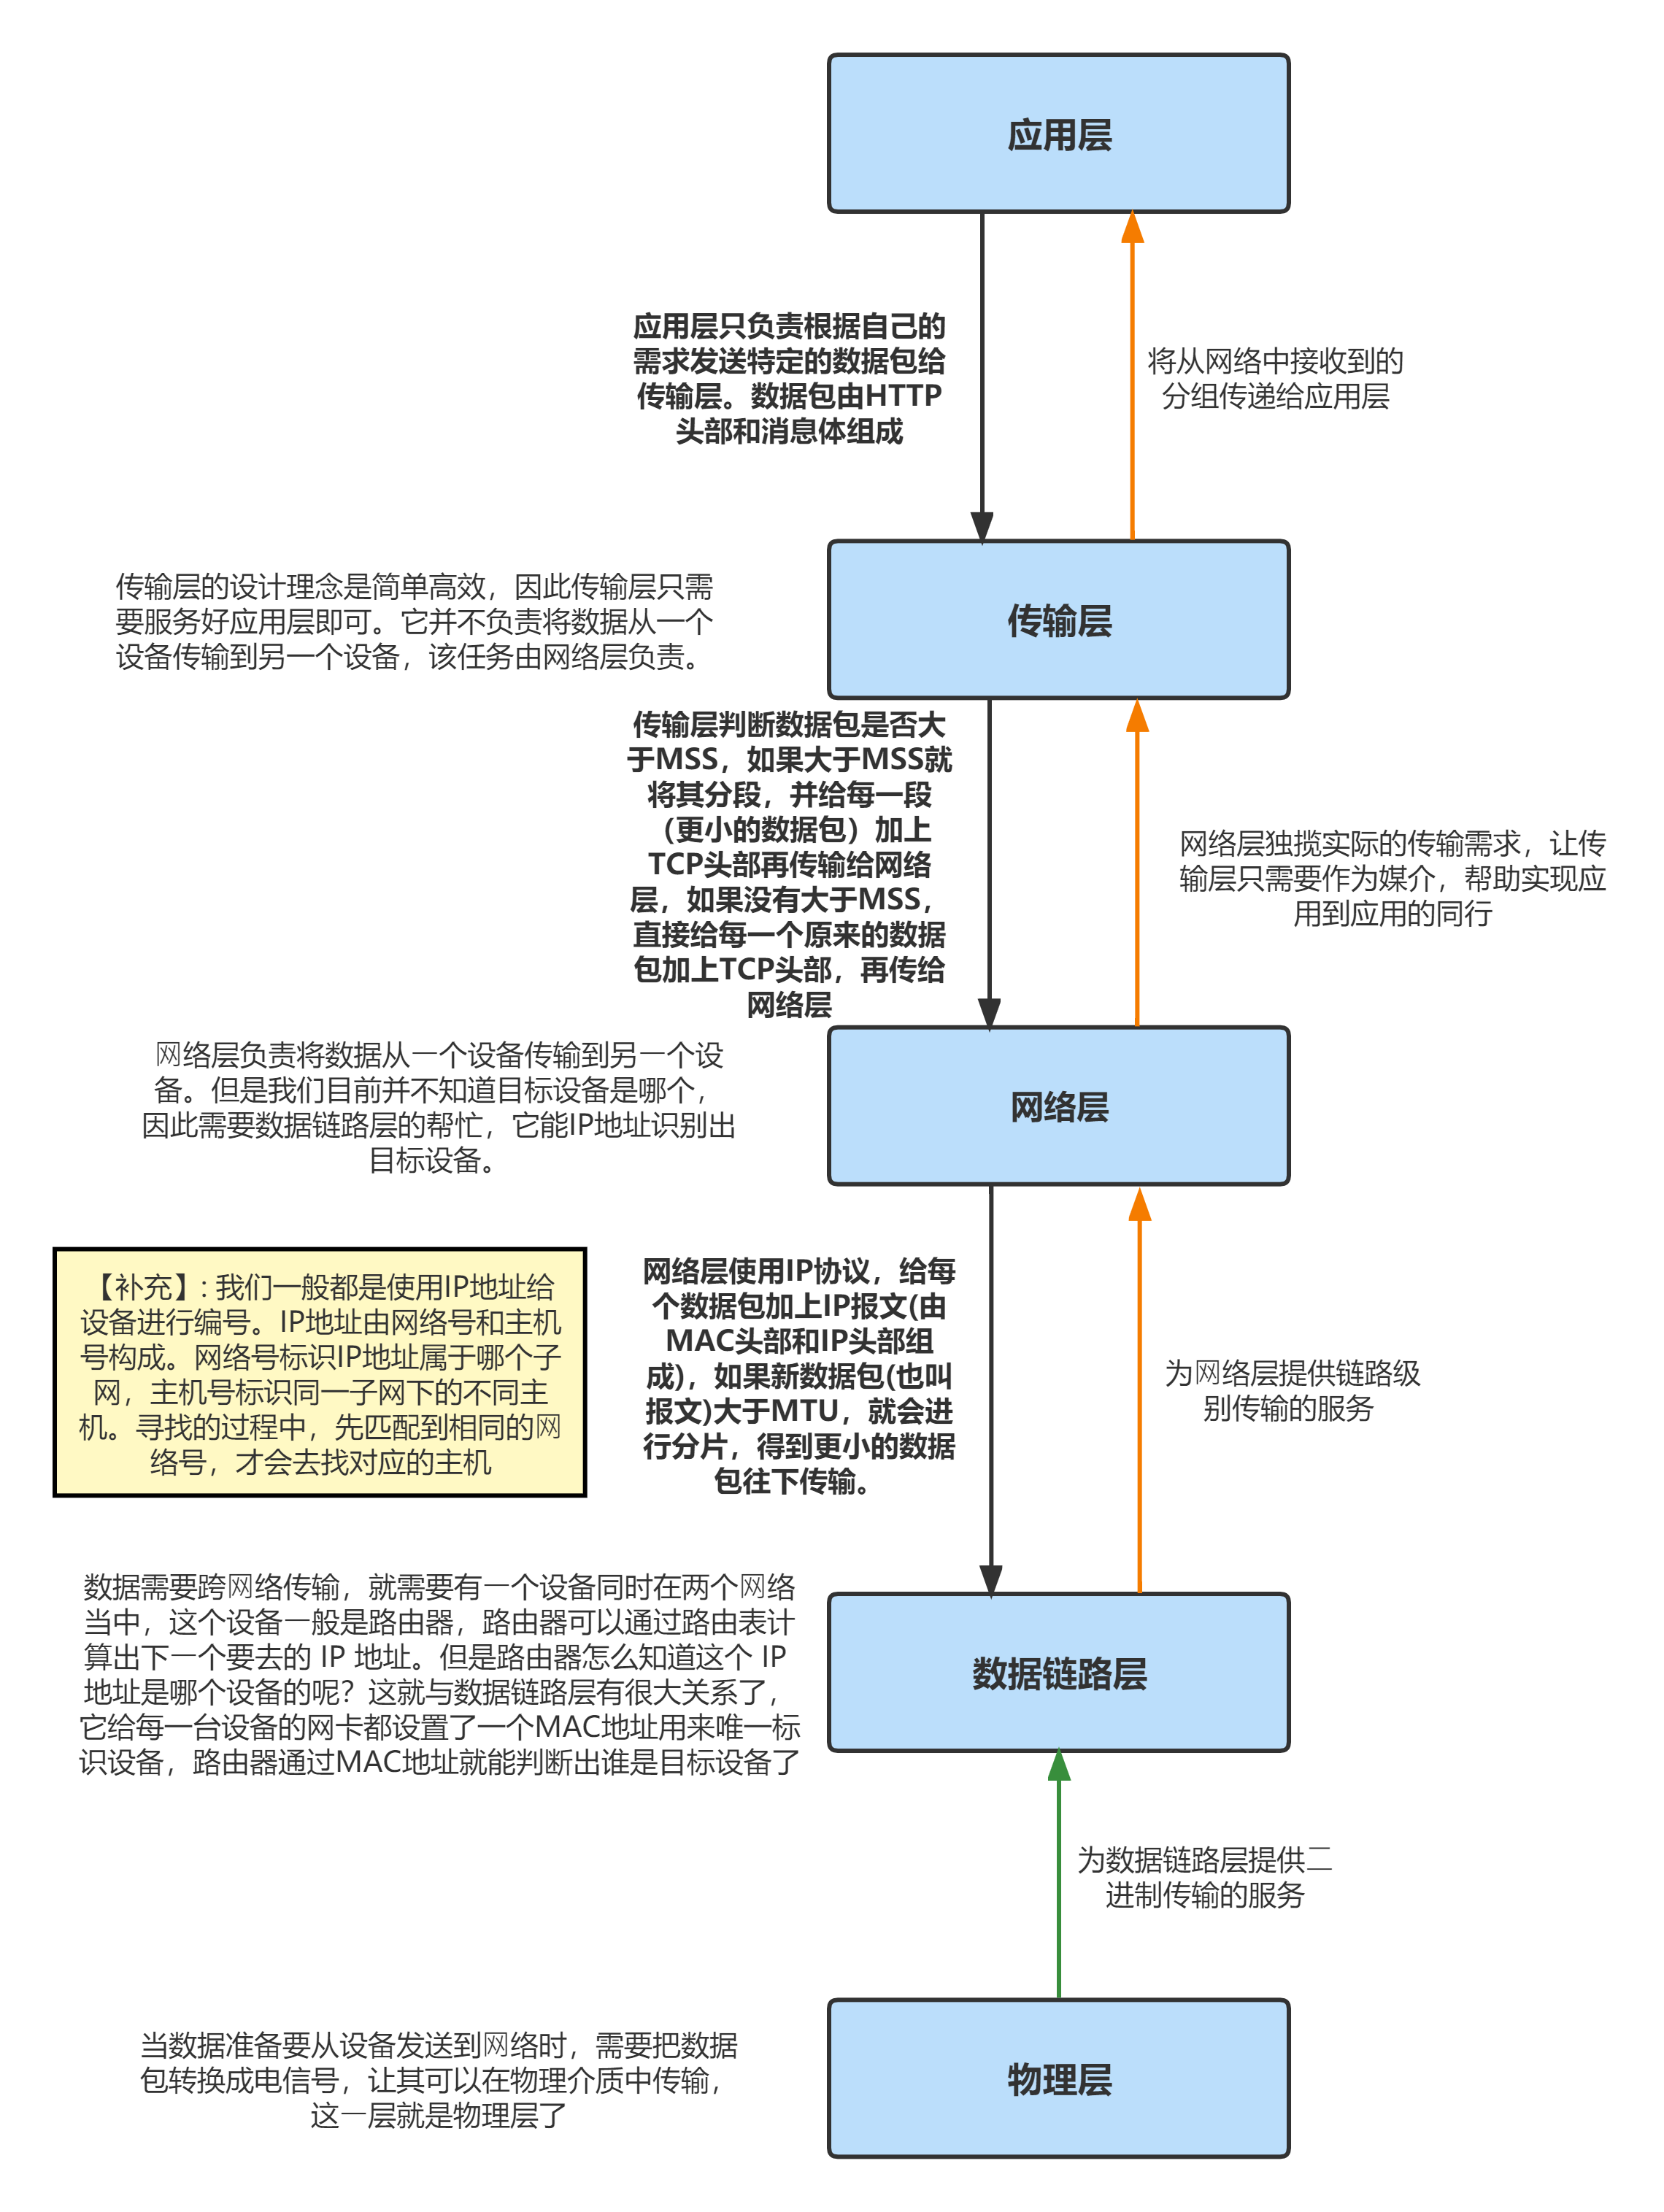 应用层
应用层只负责根据自己的
需求发送特定的数据包给
传输层。数据包由HTTP
头部和消息体组成
将从网络中接收到的
分组传递给应用层
传输层的设计理念是简单高效，因此传输层只需
要服务好应用层即可。它并不负责将数据从一个
设备传输到另一个设备，该任务由网络层负责。
传输层
传输层判断数据包是否大
于MSS，如果大于MSS就
将其分段，并给每一段
（更小的数据包）加上
TCP头部再传输给网络
层，如果没有大于MSS，
直接给每一个原来的数据
包加上TCP头部，再传给
网络层
网络层独揽实际的传输需求，让传
输层只需要作为媒介，帮助实现应
用到应用的同行
网络层负责将数据从一个设备传输到另一个设
备。但是我们目前并不知道目标设备是哪个，
因此需要数据链路层的帮忙，它能IP地址识别出
目标设备。
网络层
【补充】: 我们一般都是使用IP地址给
设备进行编号。IP地址由网络号和主机
号构成。网络号标识IP地址属于哪个子
网，主机号标识同一子网下的不同主
机。寻找的过程中，先匹配到相同的网
络号，才会去找对应的主机
网络层使用IP协议，给每
个数据包加上IP报文(由
MAC头部和IP头部组
成)，如果新数据包(也叫
报文)大于MTU，就会进
行分片，得到更小的数据
包往下传输。
为网络层提供链路级
别传输的服务
数据需要跨网络传输，就需要有一个设备同时在两个网络
当中，这个设备一般是路由器，路由器可以通过路由表计
算出下一个要去的 IP 地址。但是路由器怎么知道这个 IP
地址是哪个设备的呢？这就与数据链路层有很大关系了，
它给每一台设备的网卡都设置了一个MAC地址用来唯一标
识设备，路由器通过MAC地址就能判断出谁是目标设备了
数据链路层
为数据链路层提供二
进制传输的服务
当数据准备要从设备发送到网络时，需要把数据
包转换成电信号，让其可以在物理介质中传输，
这一层就是物理层了
物理层